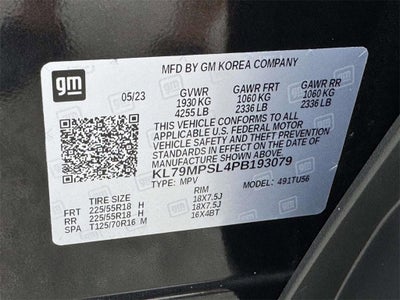 MFD BY GM KOREA COMPANY
gm
05/23 GVWR GAWR FRT GAWR RR
1930 KG 1060 KG 1060 KG
4255 LB 2336 LB 2336 LB
THIS VEHICLE CONFORMS TO ALL
APPLICABLE U.S. FEDERAL MOTOR
VEHICLE SAFETY AND THEFT PREVENTION
STANDARDS IN EFFECT ON THE DATE OF
MANUFACTURE SHOWN ABOVE.
KL79MPSL4PB193079
TYPE: MPV MODEL: 491TU56
TIRE SIZE RIM
FRT 225/55R18 H 18X7.5J
RR 225/55R18 H 18X7.5J
SPA T125/70R16 M 16X4BT